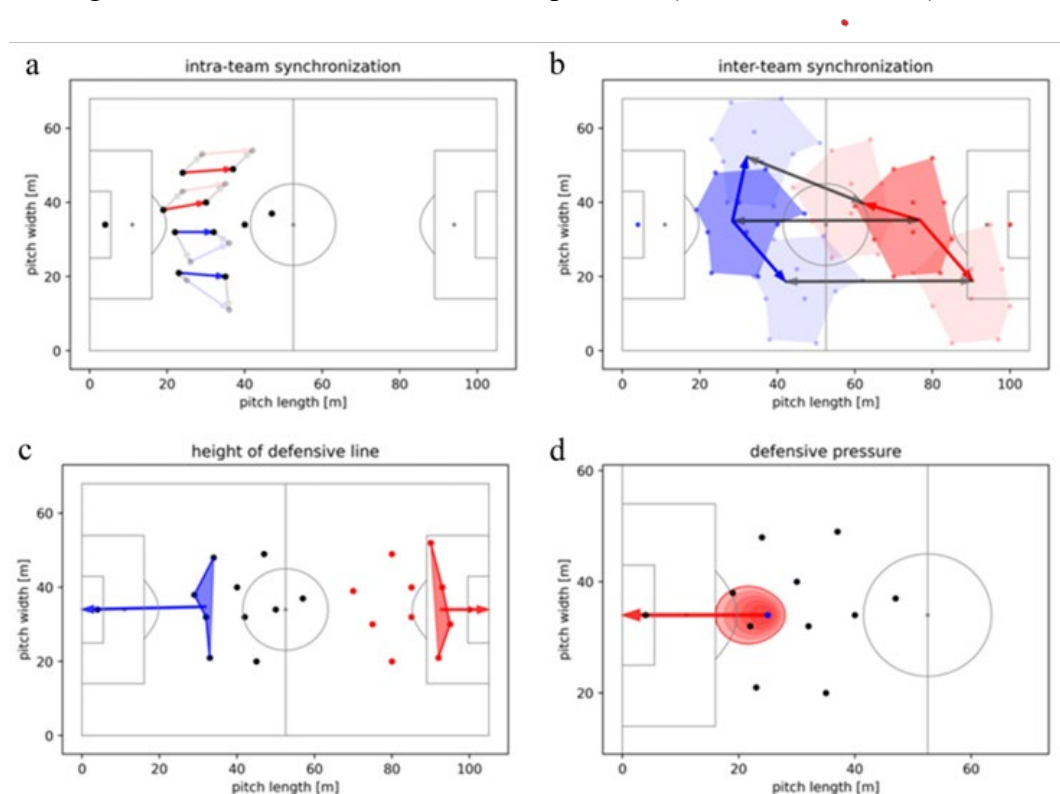 a
intra-team synchronization
60
40
20
0
pitch width [m]
0 20 40 60 80 100
pitch length [m]
b
inter-team synchronization
60
40
20
0
pitch width [m]
0 20 40 60 80 100
pitch length [m]
c
height of defensive line
60
40
20
0
pitch width [m]
0 20 40 60 80 100
pitch length [m]
d
defensive pressure
60
40
20
pitch width [m]
0 20 40 60
pitch length [m]